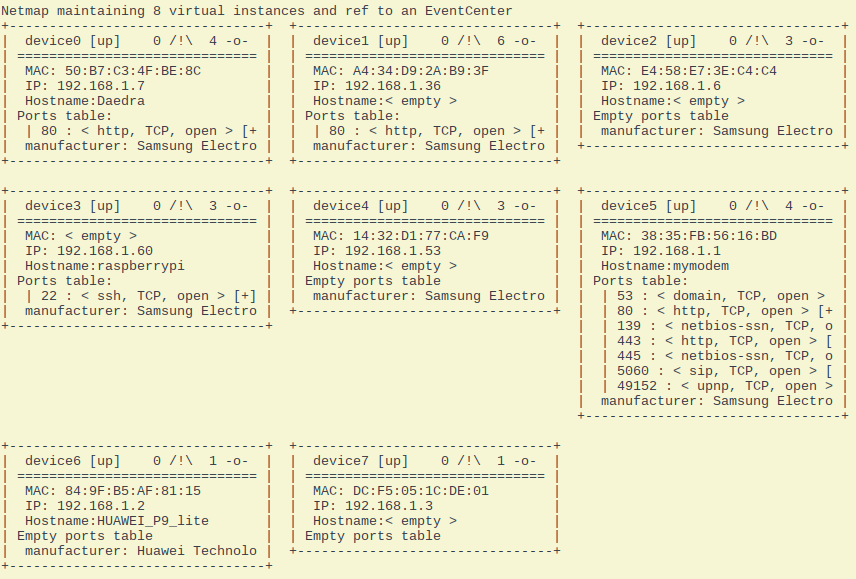 Netmap maintaining 8 virtual instances and ref to an EventCenter
device0 [up] 0 /!\ 4 -o-
==============================
MAC: 50:B7:C3:4F:BE:8C
IP: 192.168.1.7
Hostname:Daedra
Ports table:
| 80 : < http, TCP, open > [+
manufacturer: Samsung Electro
device1 [up] 0 /!\ 6 -o-
==============================
MAC: A4:34:D9:2A:B9:3F
IP: 192.168.1.36
Hostname:< empty >
Ports table:
| 80 : < http, TCP, open > [+
manufacturer: Samsung Electro
device2 [up] 0 /!\ 3 -o-
==============================
MAC: E4:58:E7:3E:C4:C4
IP: 192.168.1.6
Hostname:< empty >
Empty ports table
manufacturer: Samsung Electro
device3 [up] 0 /!\ 3 -o-
==============================
MAC: < empty >
IP: 192.168.1.60
Hostname:raspberrypi
Ports table:
| 22 : < ssh, TCP, open > [+]
manufacturer: Samsung Electro
device4 [up] 0 /!\ 3 -o-
==============================
MAC: 14:32:D1:77:CA:F9
IP: 192.168.1.53
Hostname:< empty >
Empty ports table
manufacturer: Samsung Electro
device5 [up] 0 /!\ 4 -o-
==============================
MAC: 38:35:FB:56:16:BD
IP: 192.168.1.1
Hostname:mymodem
Ports table:
| 53 : < domain, TCP, open >
| 80 : < http, TCP, open > [+
| 139 : < netbios-ssn, TCP, o
| 443 : < http, TCP, open > [
| 445 : < netbios-ssn, TCP, o
| 5060 : < sip, TCP, open > [
| 49152 : < upnp, TCP, open >
manufacturer: Samsung Electro
device6 [up] 0 /!\ 1 -o-
==============================
MAC: 84:9F:B5:AF:81:15
IP: 192.168.1.2
Hostname:HUAWEI_P9_lite
Empty ports table
manufacturer: Huawei Technolo
device7 [up] 0 /!\ 1 -o-
==============================
MAC: DC:F5:05:1C:DE:01
IP: 192.168.1.3
Hostname:< empty >
Empty ports table